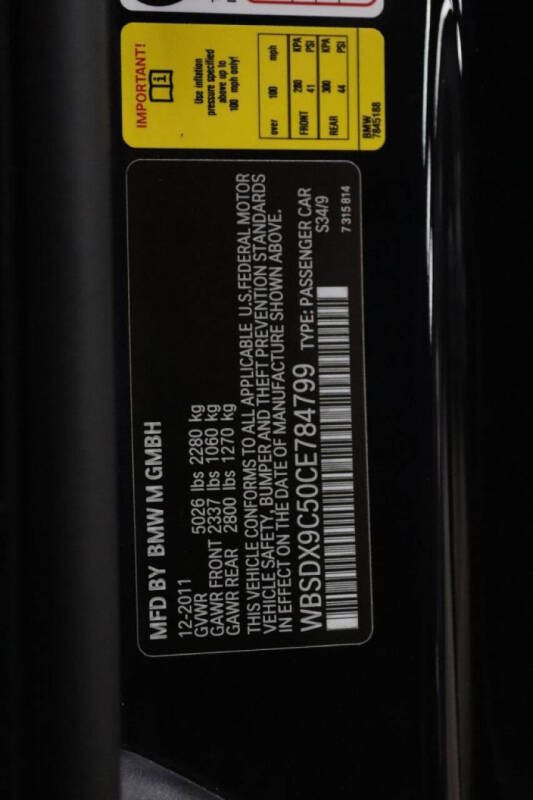 IMPORTANT!
Use inflation
pressure specified
above up to
100 mph only!
over 100 mph
FRONT 280 KPA
41 PSI
REAR 300 KPA
44 PSI
BMW
7845188
MFD BY BMW M GMBH
12-2011
GVWR 5026 lbs 2280 kg
GAWR FRONT 2337 lbs 1060 kg
GAWR REAR 2800 lbs 1270 kg
THIS VEHICLE CONFORMS TO ALL APPLICABLE U.S.FEDERAL MOTOR
VEHICLE SAFETY, BUMPER AND THEFT PREVENTION STANDARDS
IN EFFECT ON THE DATE OF MANUFACTURE SHOWN ABOVE.
WBSDX9C50CE784799 TYPE: PASSENGER CAR
S34/9
7 315 814